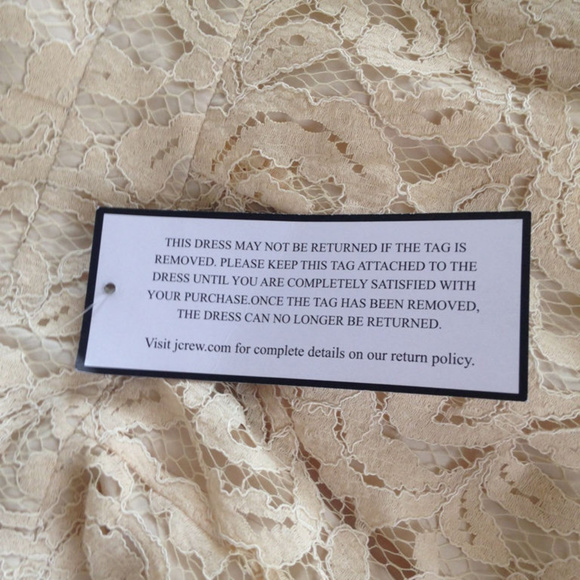 THIS DRESS MAY NOT BE RETURNED IF THE TAG IS
REMOVED. PLEASE KEEP THIS TAG ATTACHED TO THE
DRESS UNTIL YOU ARE COMPLETELY SATISFIED WITH
YOUR PURCHASE.ONCE THE TAG HAS BEEN REMOVED,
THE DRESS CAN NO LONGER BE RETURNED.
Visit jcrew.com for complete details on our return policy.